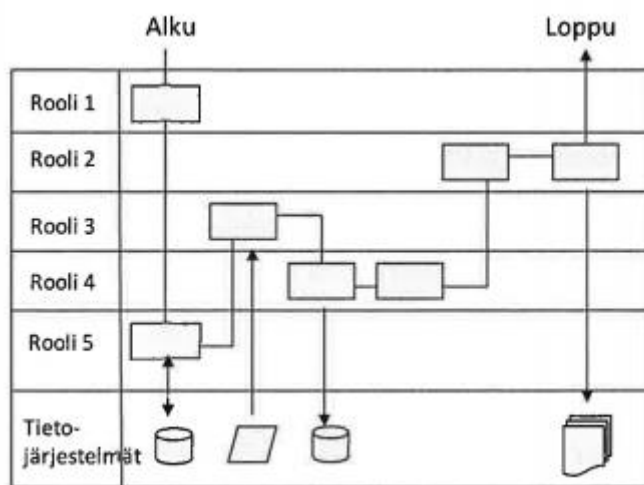 Alku
Loppu
Rooli 1
Rooli 2
Rooli 3
Rooli 4
Rooli 5
Tieto-
järjestelmät